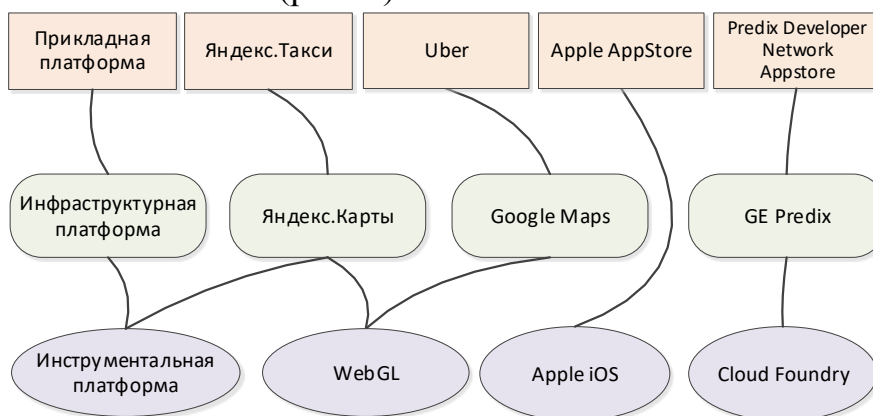 Прикладная
платформа
Яндекс.Такси
Uber
Apple AppStore
Predix Developer
Network
Appstore
Инфраструктурная
платформа
Яндекс.Карты
Google Maps
GE Predix
Инструментальная
платформа
WebGL
Apple iOS
Cloud Foundry